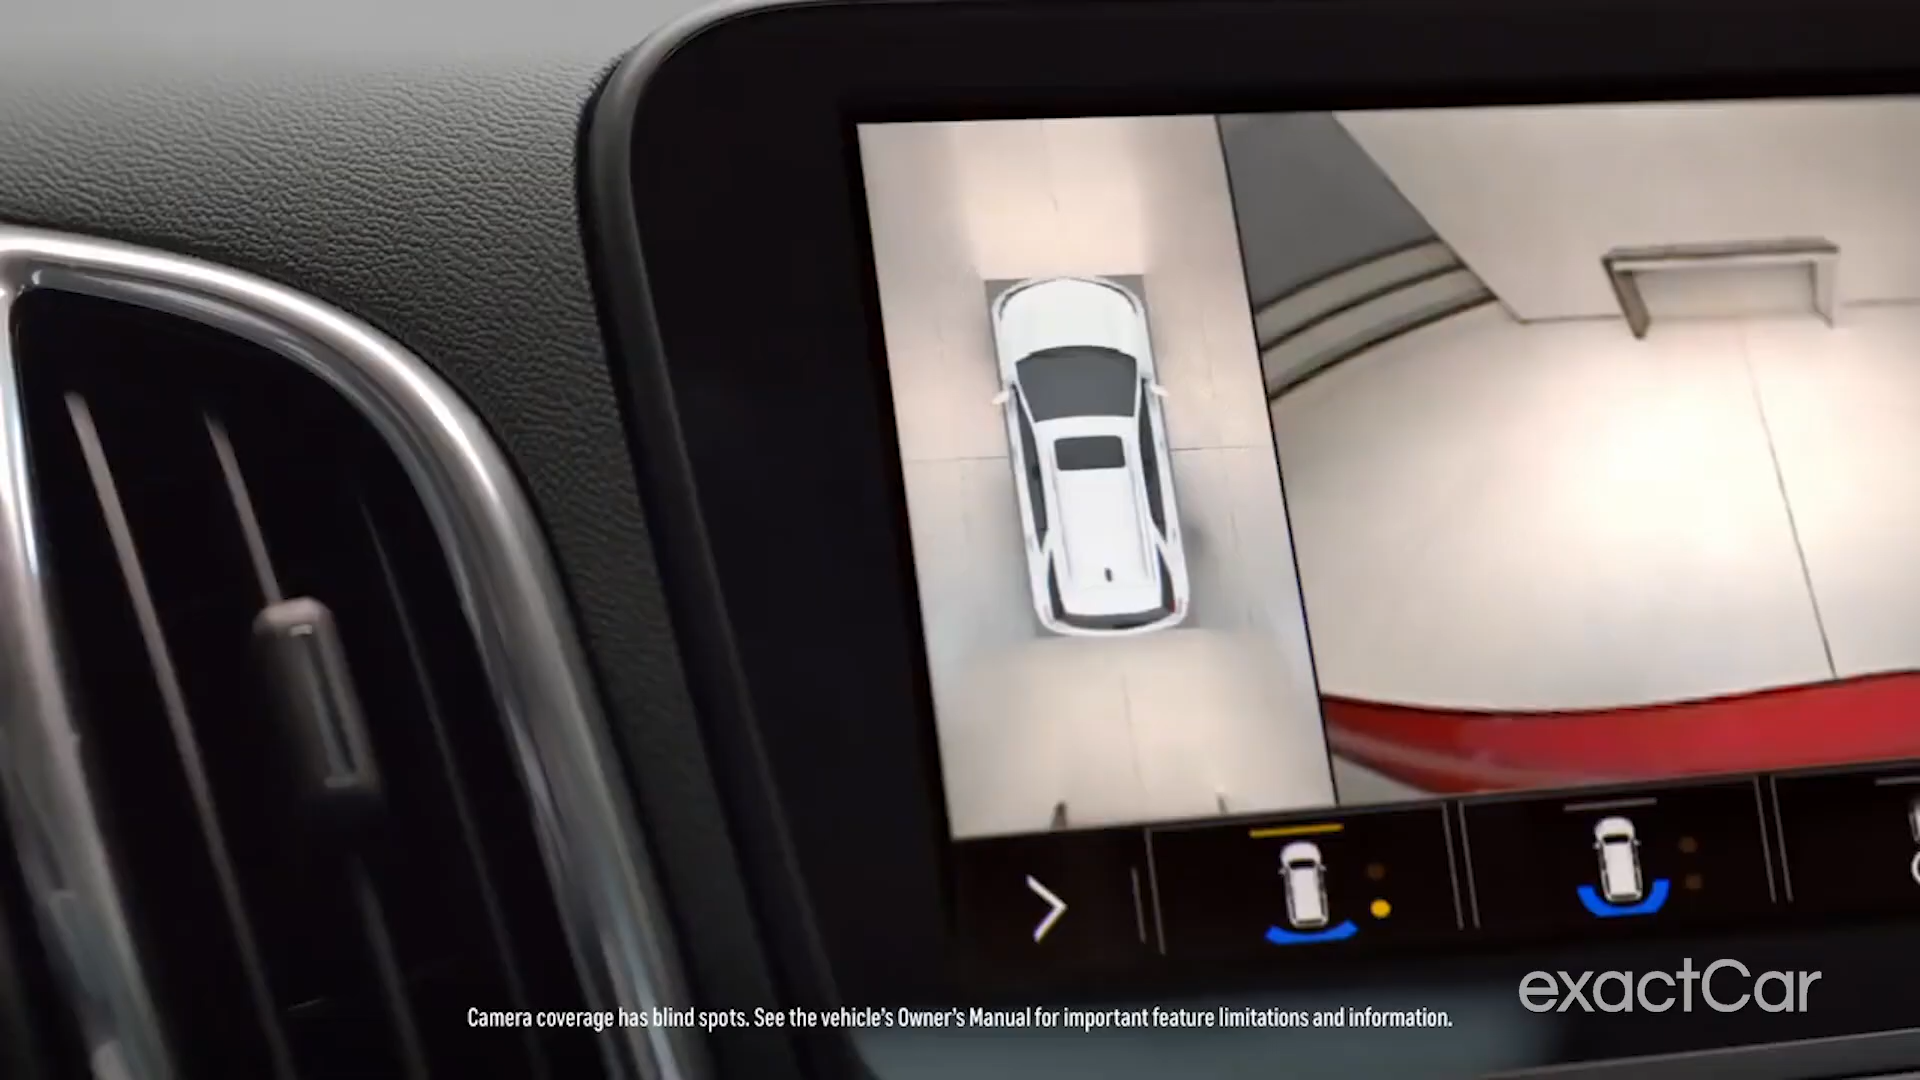 exactCar
Camera coverage has blind spots. See the vehicle's Owner's Manual for important feature limitations and information.